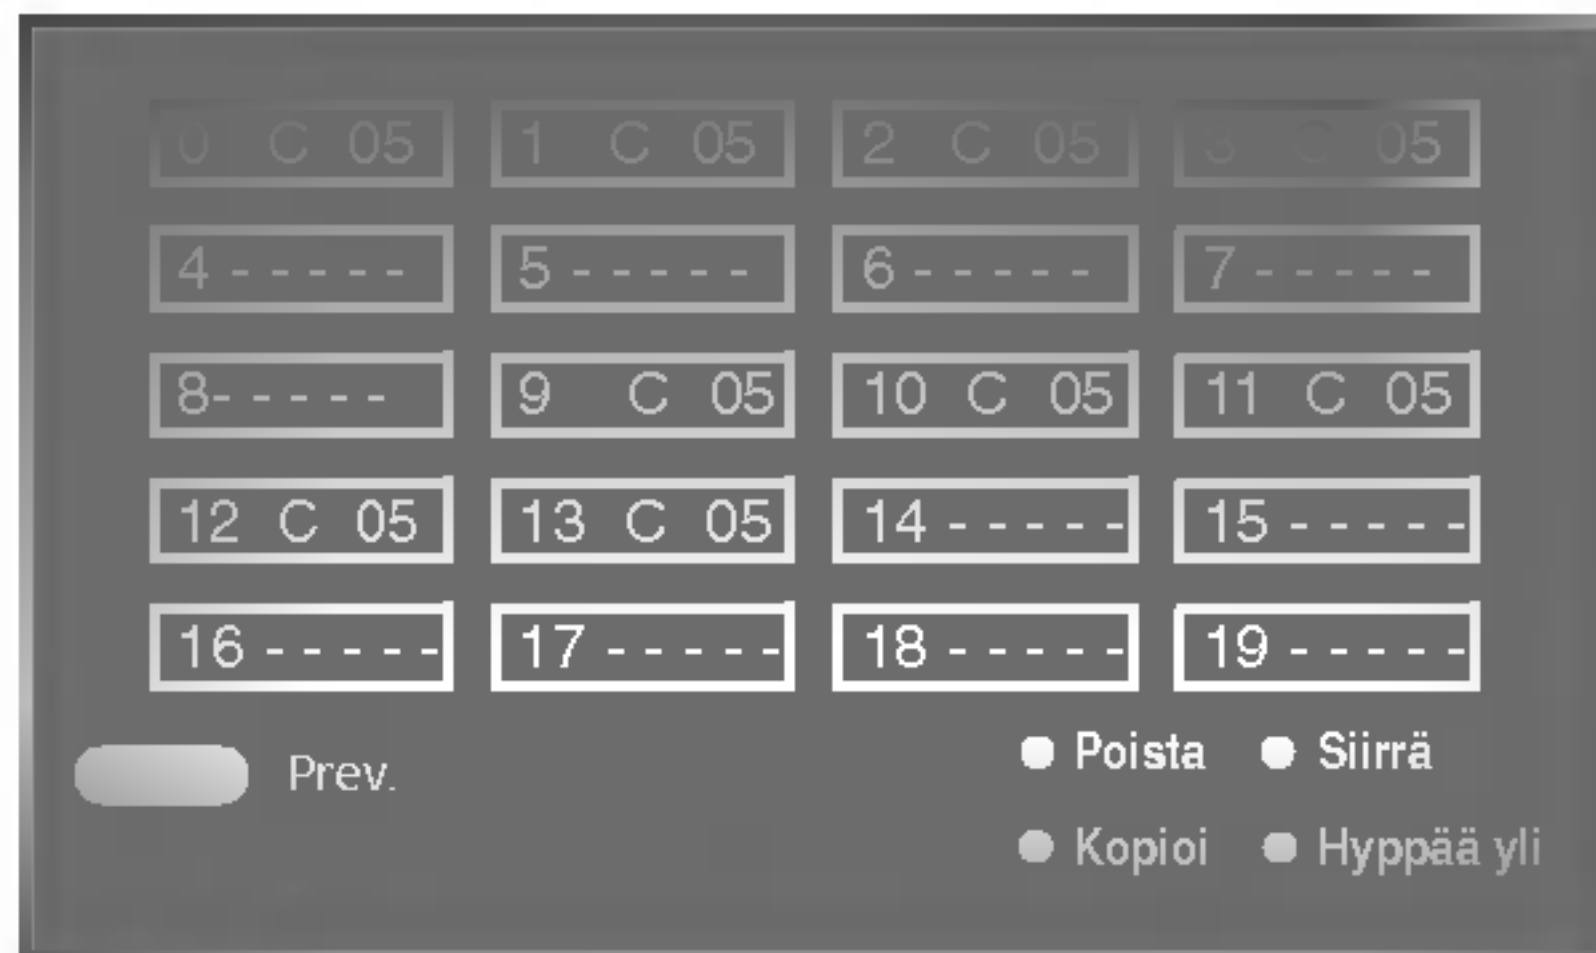 0 C 05 1 C 05 2 C 05 3 C 05
4 - - - - - 5 - - - - - 6 - - - - - 7 - - - - -
8- - - - - 9 C 05 10 C 05 11 C 05
12 C 05 13 C 05 14 - - - - - 15 - - - - -
16 - - - - - 17 - - - - - 18 - - - - - 19 - - - - -
Prev. Poista Siirrä
Kopioi Hyppää yli